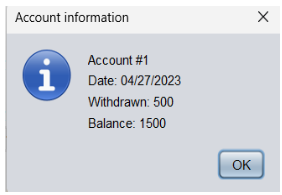 Account information
Account #1
Date: 04/27/2023
Withdrawn: 500
Balance: 1500
OK